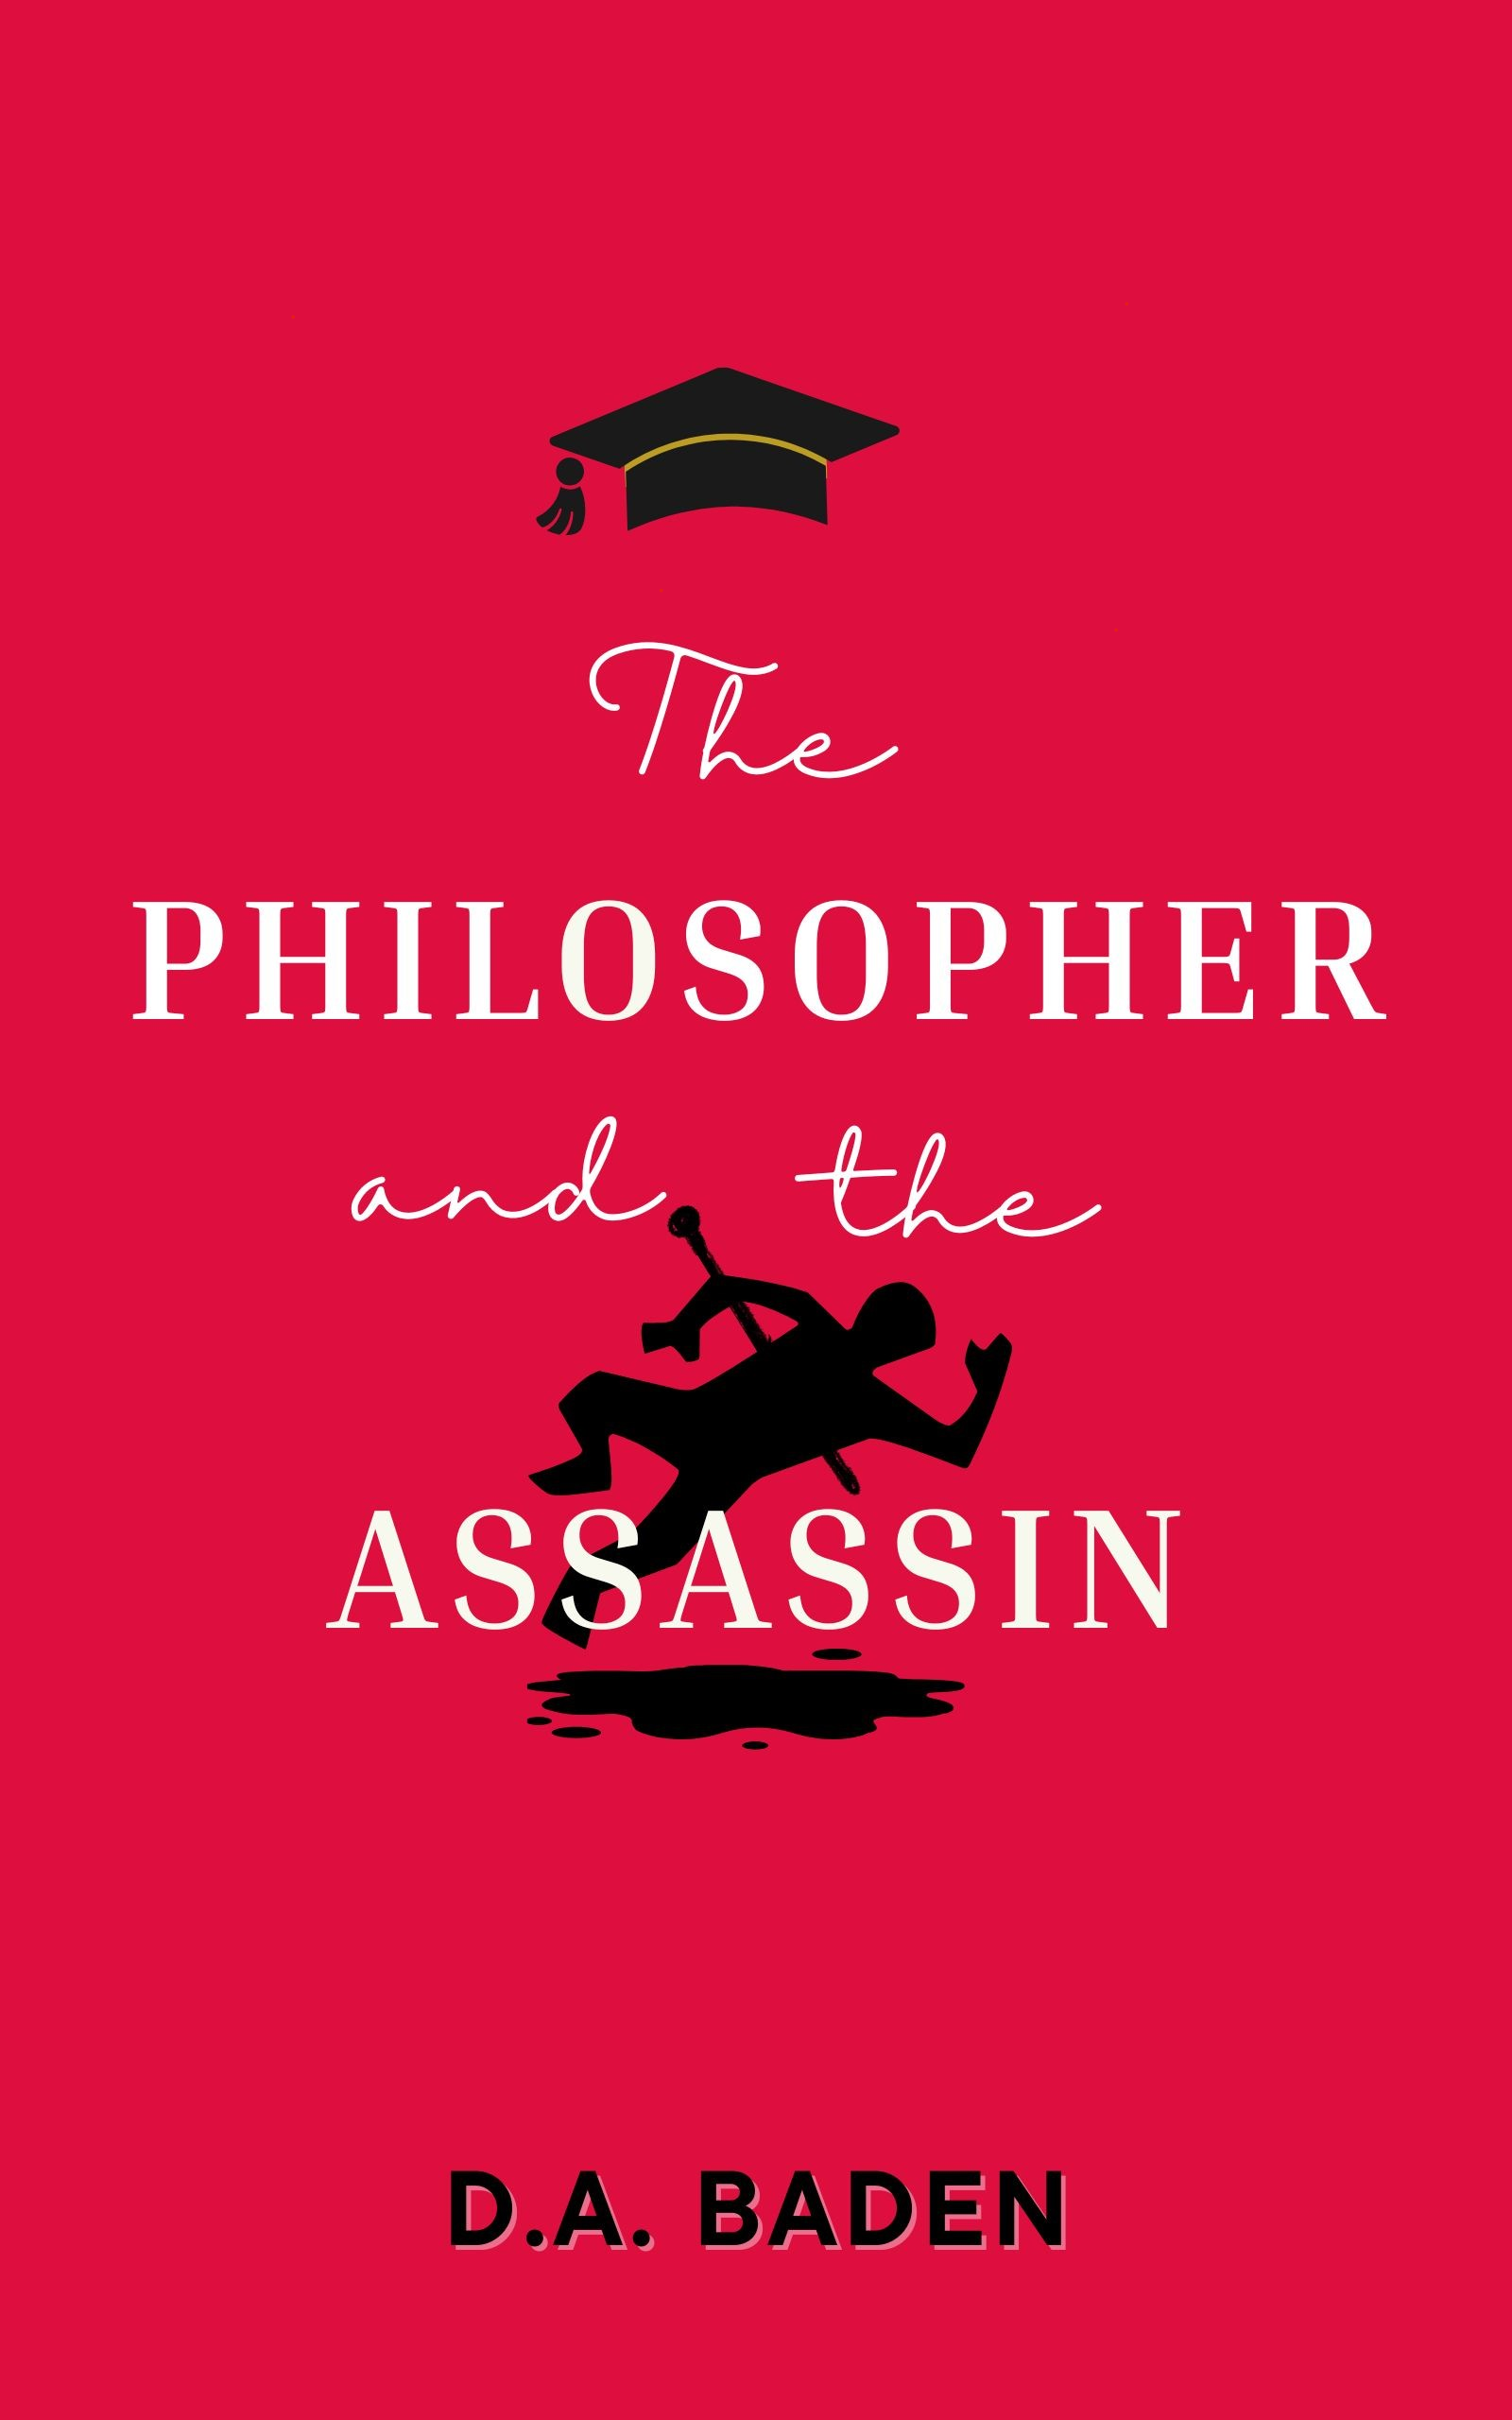 The
PHILOSOPHER
and the
ASSASSIN
D.A. BADEN